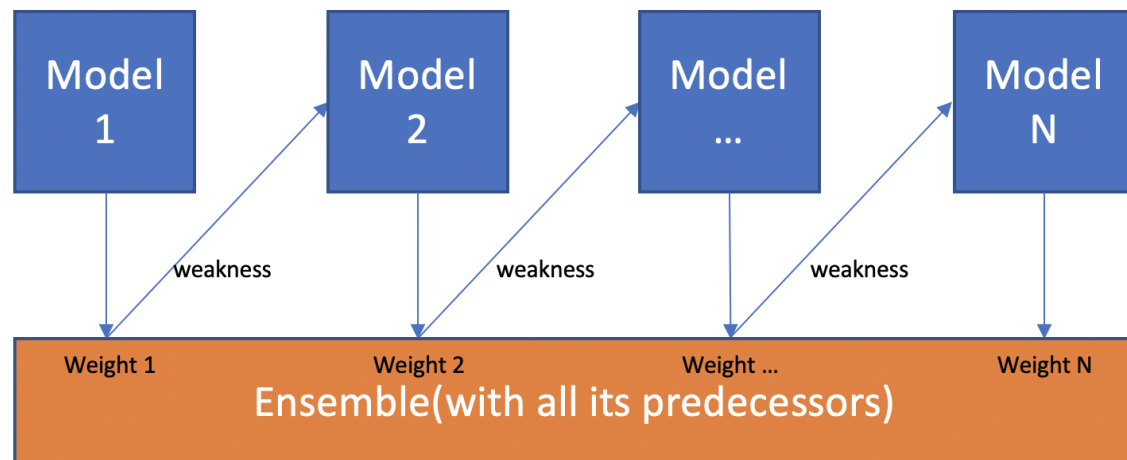 Model
1
Model
2
Model
...
Model
N
weakness
weakness
weakness
Weight 1
Weight 2
Weight ...
Weight N
Ensemble(with all its predecessors)